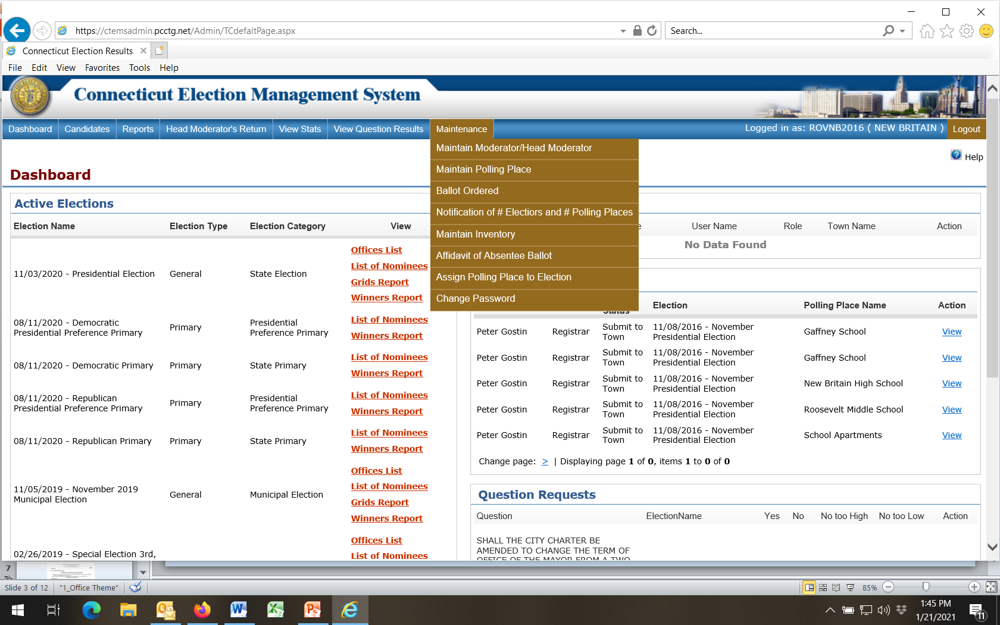 https://ctemsadmin.pcctg.net/Admin/TCdefaltPage.aspx
Search...
Connecticut Election Results
File Edit View Favorites Tools Help
Connecticut Election Management System
Dashboard Candidates Reports Head Moderator's Return View Stats View Question Results Maintenance Logged in as: ROVNB2016 ( NEW BRITAIN ) Logout
Maintain Moderator/Head Moderator
Maintain Polling Place
Ballot Ordered
Notification of # Electiors and # Polling Places
Maintain Inventory
Affidavit of Absentee Ballot
Assign Polling Place to Election
Change Password
Help
Dashboard
Active Elections
Election Name Election Type Election Category View
11/03/2020 - Presidential Election General State Election
Offices List
List of Nominees
Grids Report
Winners Report
08/11/2020 - Democratic
Presidential Preference Primary
Primary
Presidential
Preference Primary
List of Nominees
Winners Report
08/11/2020 - Democratic Primary Primary State Primary
List of Nominees
Winners Report
08/11/2020 - Republican
Presidential Preference Primary
Primary
Presidential
Preference Primary
List of Nominees
Winners Report
08/11/2020 - Republican Primary Primary State Primary
List of Nominees
Winners Report
11/05/2019 - November 2019
Municipal Election
General Municipal Election
Offices List
List of Nominees
Grids Report
Winners Report
02/26/2019 - Special Election 3rd,
Offices List
List of Nominees
User Name Role Town Name Action
No Data Found
Status Election Polling Place Name Action
Peter Gostin Registrar
Submit to
Town
11/08/2016 - November
Presidential Election
Gaffney School View
Peter Gostin Registrar
Submit to
Town
11/08/2016 - November
Presidential Election
Gaffney School View
Peter Gostin Registrar
Submit to
Town
11/08/2016 - November
Presidential Election
New Britain High School View
Peter Gostin Registrar
Submit to
Town
11/08/2016 - November
Presidential Election
Roosevelt Middle School View
Peter Gostin Registrar
Submit to
Town
11/08/2016 - November
Presidential Election
School Apartments View
Change page: > | Displaying page 1 of 0, items 1 to 0 of 0
Question Requests
Question ElectionName Yes No No too High No too Low Action
SHALL THE CITY CHARTER BE
AMENDED TO CHANGE THE TERM OF
OFFICE OF THE MAYOR FROM A TWO
7
Slide 3 of 12 "1_Office Theme" 85%
1:45 PM
1/21/2021
11